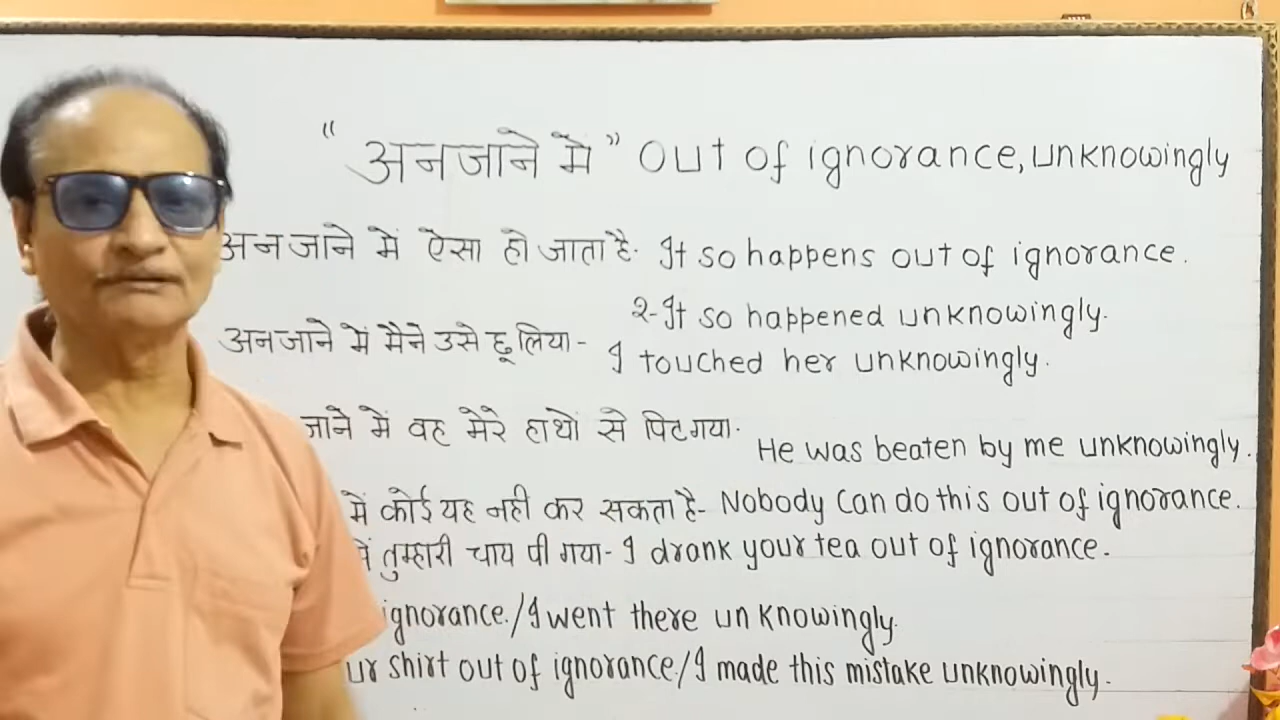 "अनजाने में" out of ignorance, unknowingly
अनजाने में ऐसा हो जाता है. It so happens out of ignorance.
2-It so happened unknowingly.
अनजाने में मैने उसे छू लिया- I touched her unknowingly.
जाने में वह मेरे हाथों से पिट गया. He was beaten by me unknowingly.
में कोई यह नही कर सकता है- Nobody can do this out of ignorance.
तुम्हारी चाय पी गया- I drank your tea out of ignorance.
ignorance./I went there unknowingly.
ur shirt out of ignorance/I made this mistake unknowingly.